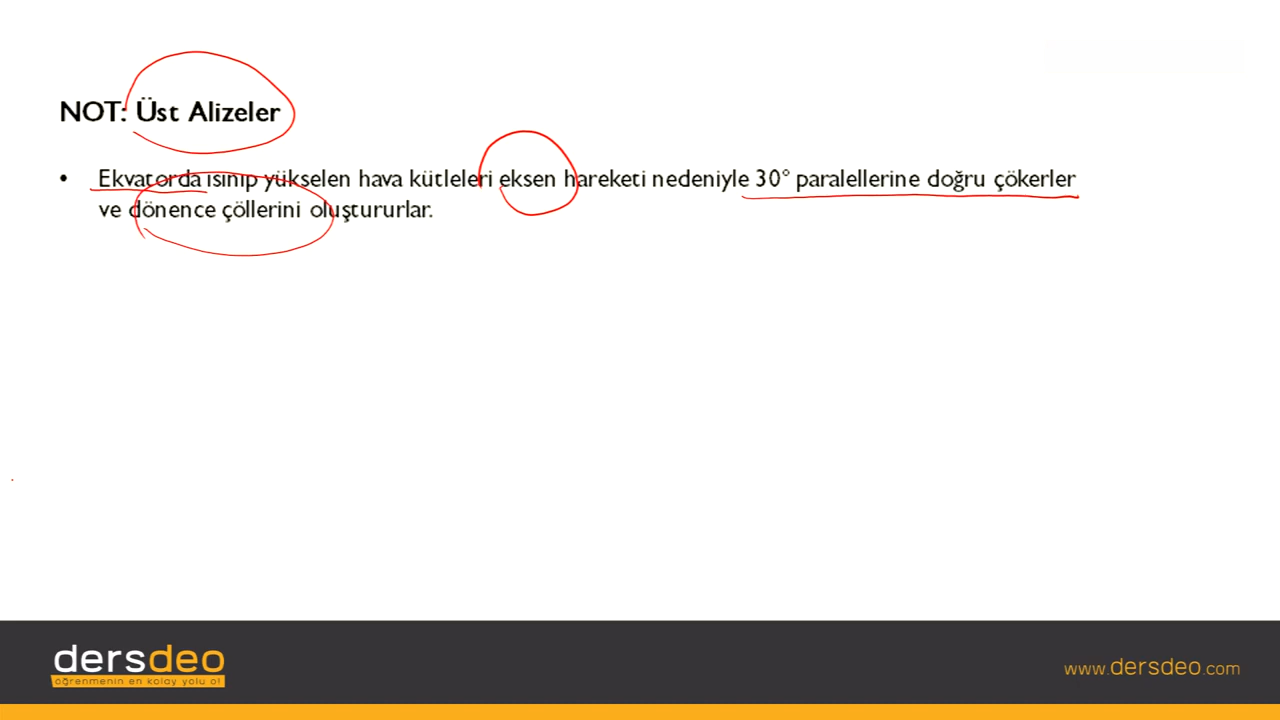 NOT: Üst Alizeler
• Ekvatorda ısınıp yükselen hava kütleleri eksen hareketi nedeniyle 30° paralellerine doğru çökerler
ve dönence çöllerini oluştururlar.
dersdeo
öğrenmenin en kolay yolu o!
www.dersdeo.com